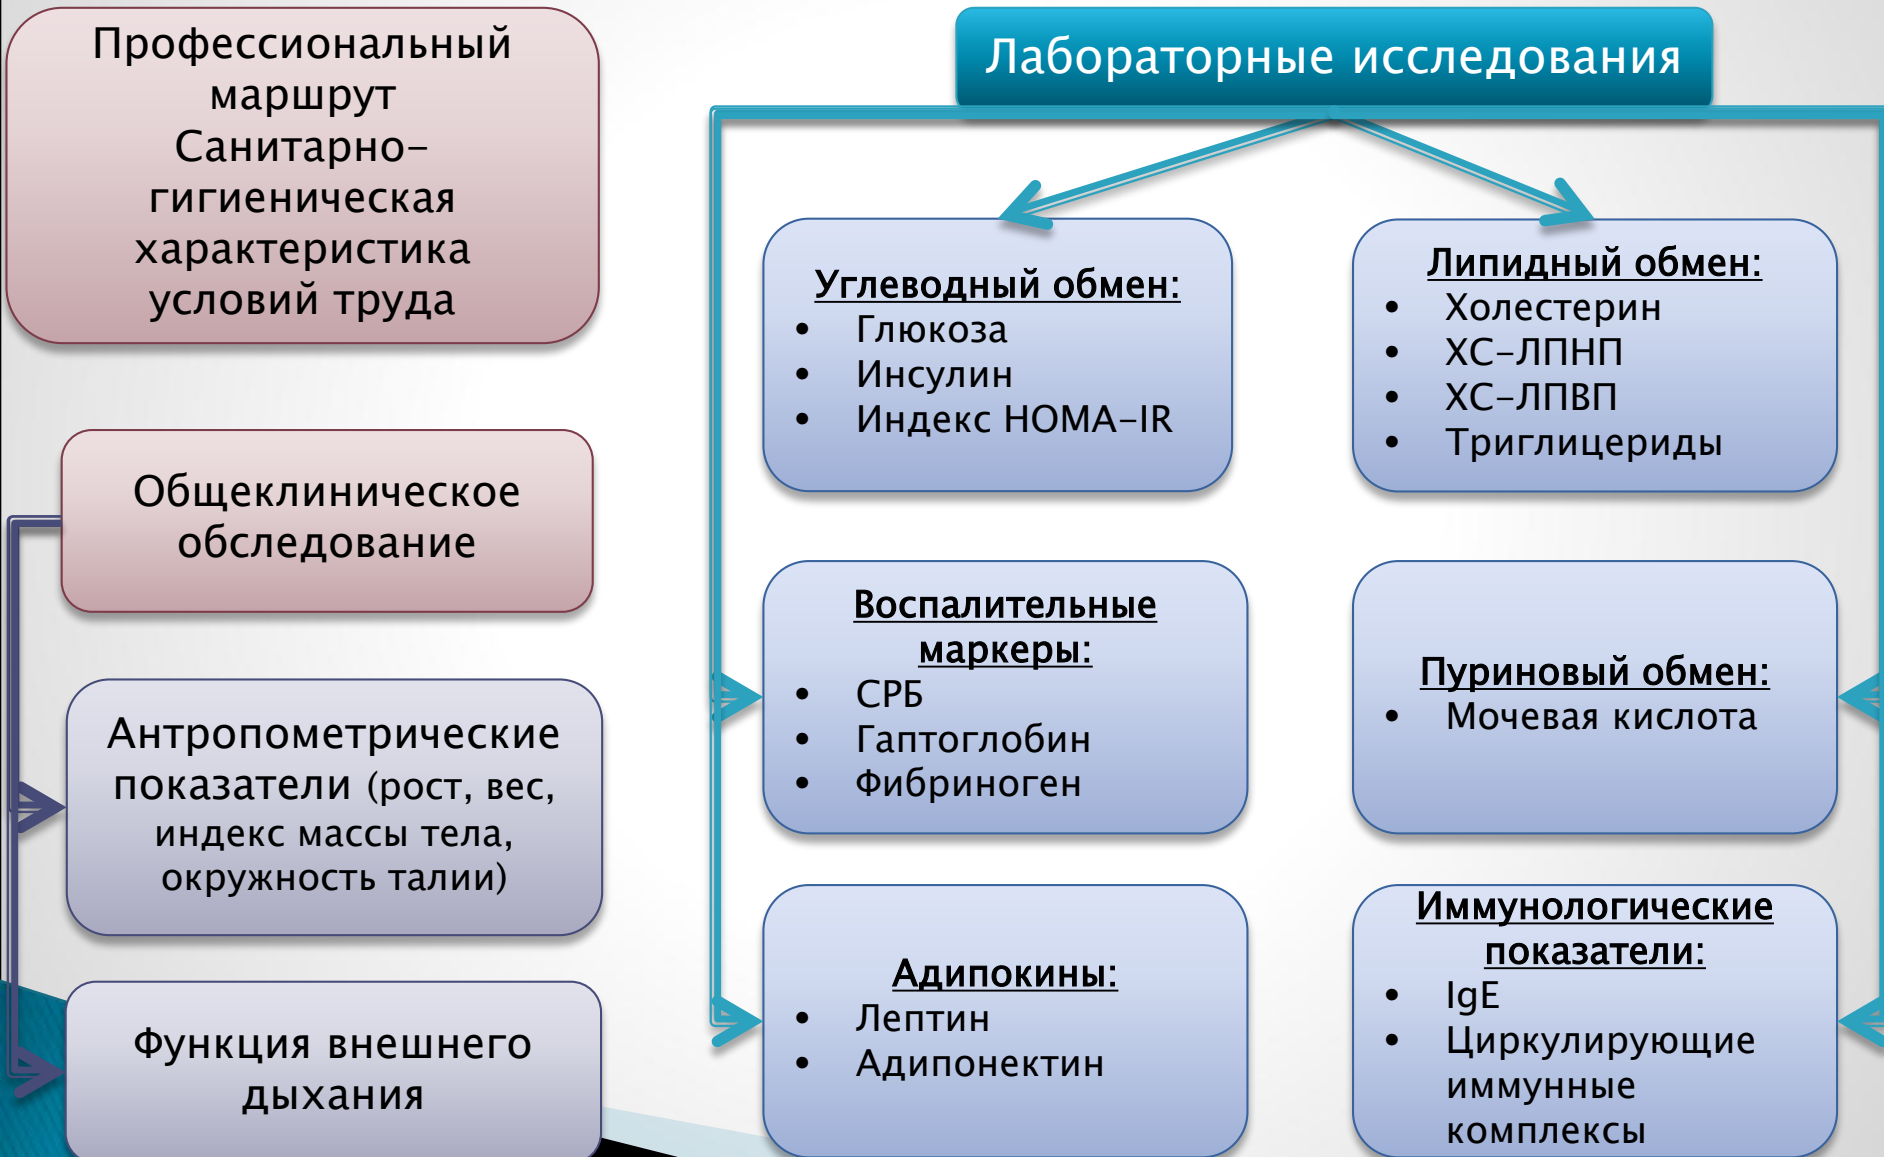 Профессиональный
маршрут
Санитарно-
гигиеническая
характеристика
условий труда
Общеклиническое
обследование
Антропометрические
показатели (рост, вес,
индекс массы тела,
окружность талии)
Функция внешнего
дыхания
Лабораторные исследования
Углеводный обмен:
• Глюкоза
• Инсулин
• Индекс HOMA-IR
Липидный обмен:
• Холестерин
• ХС-ЛПНП
• ХС-ЛПВП
• Триглицериды
Воспалительные
маркеры:
• СРБ
• Гаптоглобин
• Фибриноген
Пуриновый обмен:
• Мочевая кислота
Адипокины:
• Лептин
• Адипонектин
Иммунологические
показатели:
• IgE
• Циркулирующие
иммунные
комплексы